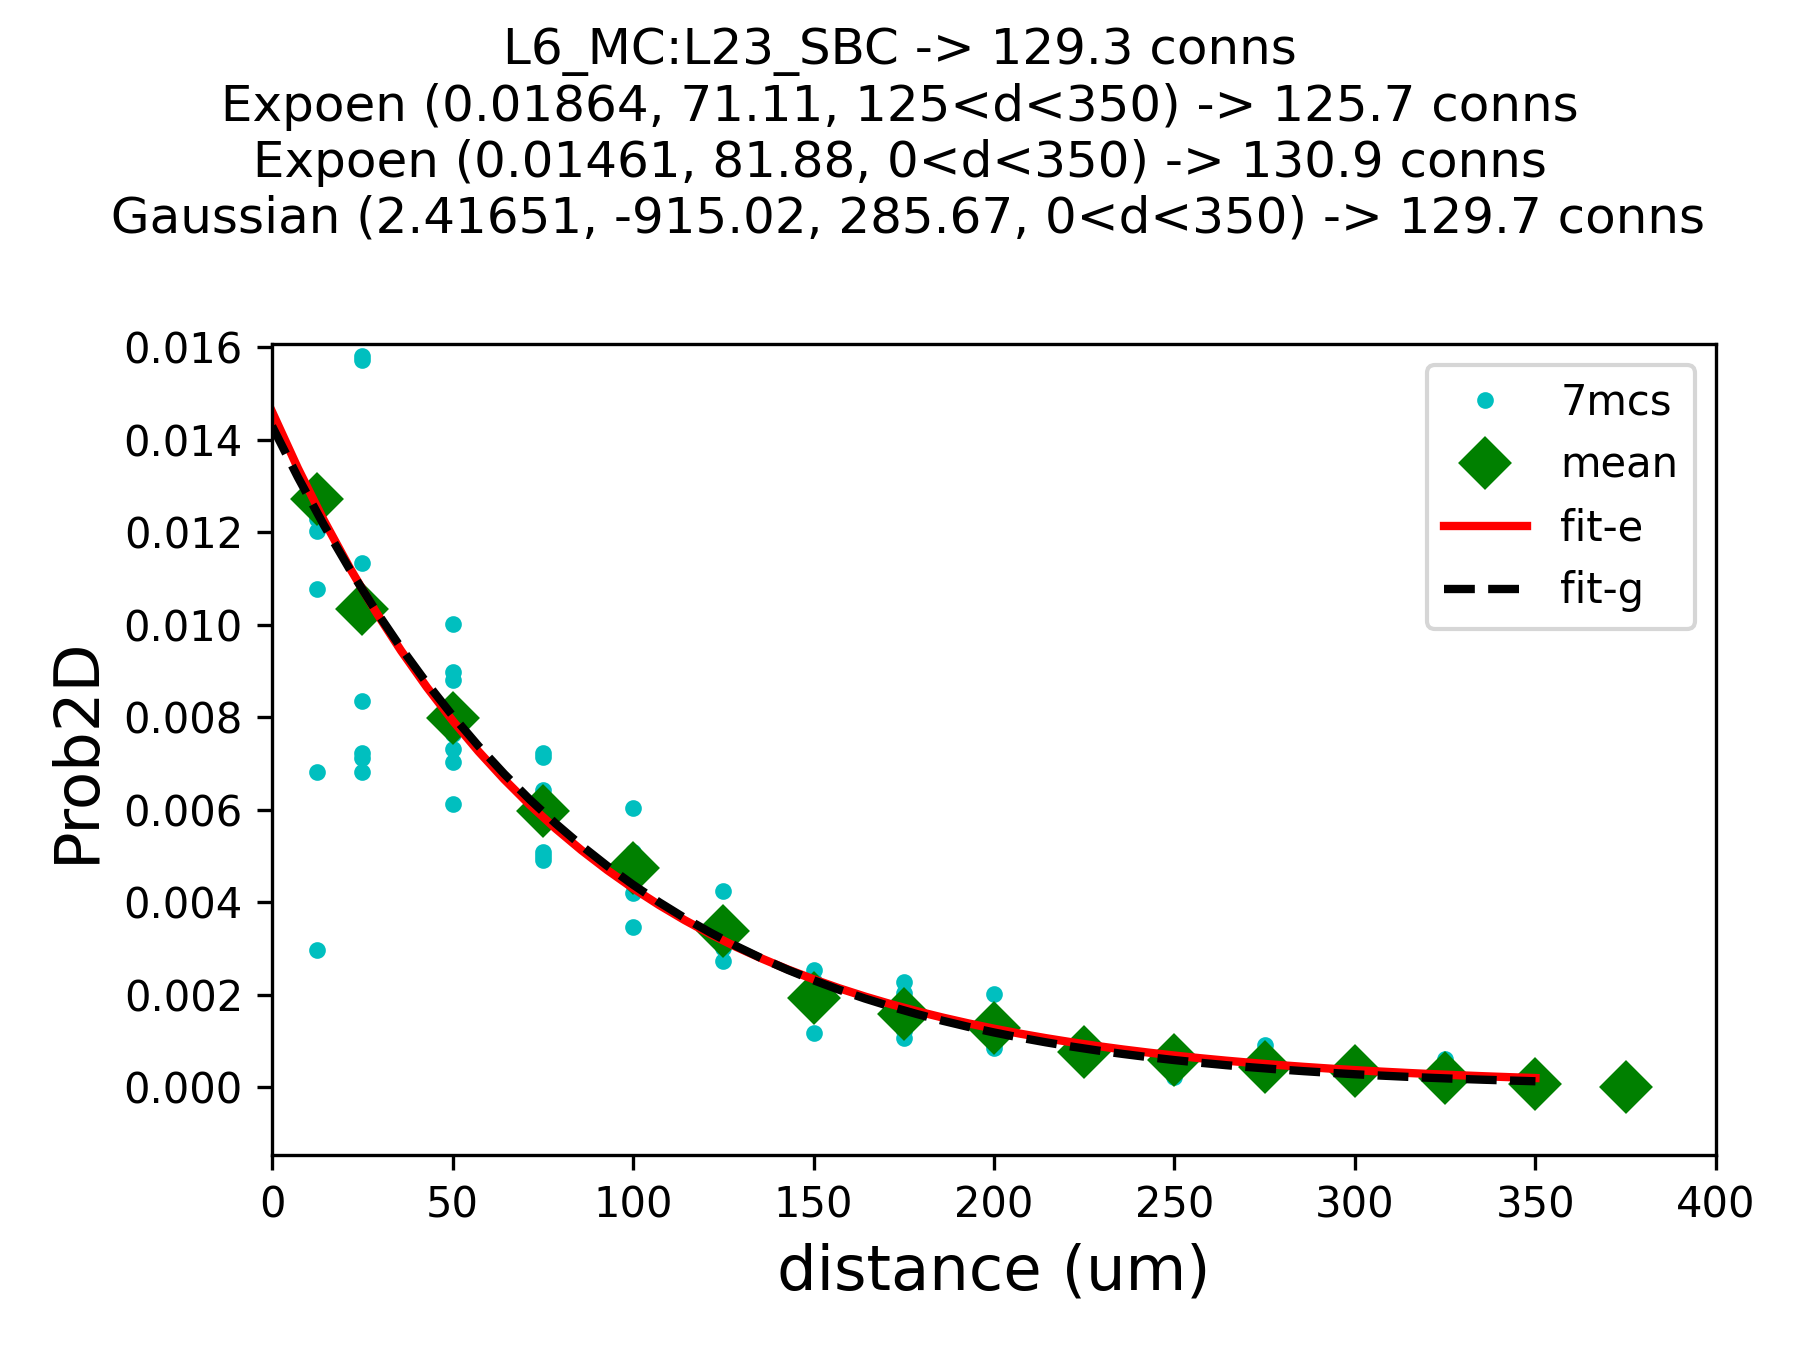 L6_MC:L23_SBC -> 129.3 conns
Expoen (0.01864, 71.11, 125<d<350) -> 125.7 conns
Expoen (0.01461, 81.88, 0<d<350) -> 130.9 conns
Gaussian (2.41651, -915.02, 285.67, 0<d<350) -> 129.7 conns
0.016
0.014
0.012
0.010
0.008
0.006
0.004
0.002
0.000
Prob2D
7mcs
mean
fit-e
fit-g
0 50 100 150 200 250 300 350 400
distance (um)